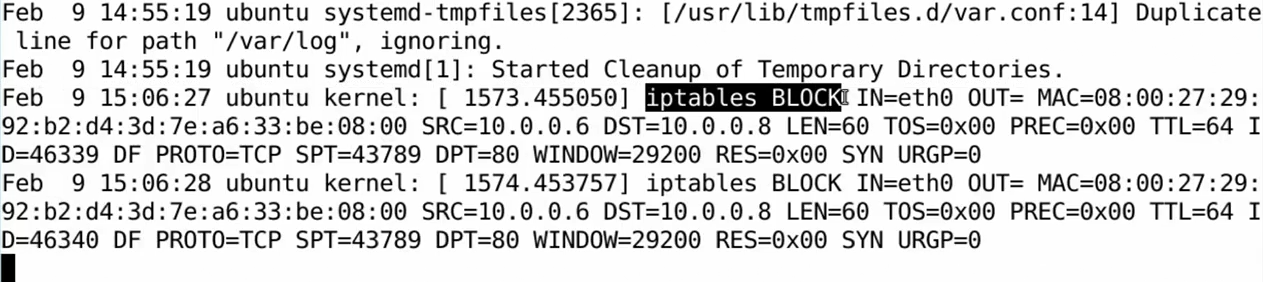 Feb  9 14:55:19 ubuntu systemd-tmpfiles[2365]: [/usr/lib/tmpfiles.d/var.conf:14] Duplicate
 line for path "/var/log", ignoring.
Feb  9 14:55:19 ubuntu systemd[1]: Started Cleanup of Temporary Directories.
Feb  9 15:06:27 ubuntu kernel: [ 1573.455050] iptables BLOCK IN=eth0 OUT= MAC=08:00:27:29:
92:b2:d4:3d:7e:a6:33:be:08:00 SRC=10.0.0.6 DST=10.0.0.8 LEN=60 TOS=0x00 PREC=0x00 TTL=64 I
D=46339 DF PROTO=TCP SPT=43789 DPT=80 WINDOW=29200 RES=0x00 SYN URGP=0
Feb  9 15:06:28 ubuntu kernel: [ 1574.453757] iptables BLOCK IN=eth0 OUT= MAC=08:00:27:29:
92:b2:d4:3d:7e:a6:33:be:08:00 SRC=10.0.0.6 DST=10.0.0.8 LEN=60 TOS=0x00 PREC=0x00 TTL=64 I
D=46340 DF PROTO=TCP SPT=43789 DPT=80 WINDOW=29200 RES=0x00 SYN URGP=0